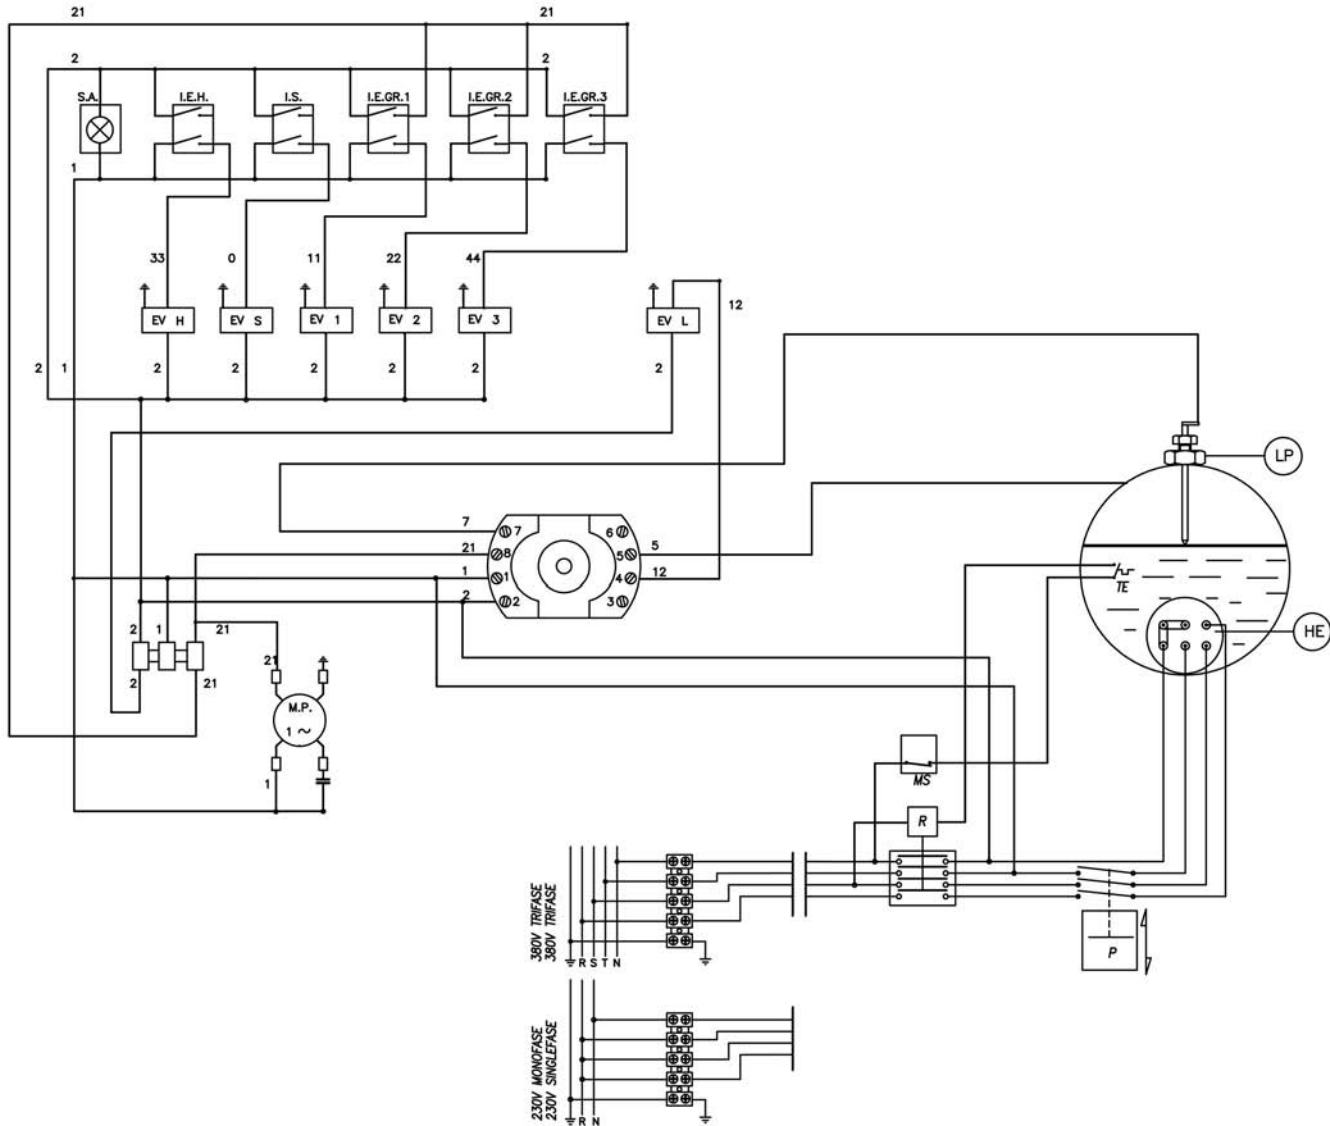 21 21
2 2
S.A. I.E.H. I.S. I.E.GR.1 I.E.GR.2 I.E.GR.3
1
33 0 11 22 44
12
EV H EV S EV 1 EV 2 EV 3 EV L
2 1 2 2 2 2 2 2
LP
7 7 6
21 8 5 5
1 1 4 12
2 2 3
TE
2 1 21
HE
21
2 21
M.P.
1 ~
1
MS
R
380V TRIFASE
380V TRIFASE
R S T N
P
230V MONOFASE
230V SINGLEFASE
R N